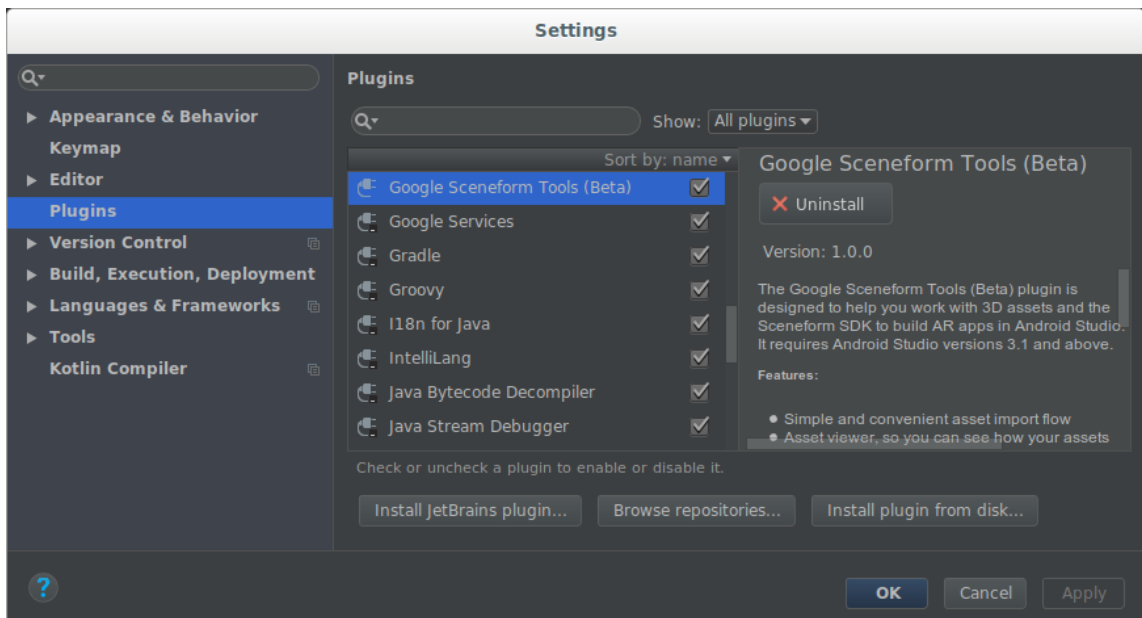 Settings
Appearance & Behavior
Keymap
Editor
Plugins
Version Control
Build, Execution, Deployment
Languages & Frameworks
Tools
Kotlin Compiler
Plugins
Show: All plugins
Sort by: name
Google Sceneform Tools (Beta)
Google Services
Gradle
Groovy
I18n for Java
IntelliLang
Java Bytecode Decompiler
Java Stream Debugger
Google Sceneform Tools (Beta)
Uninstall
Version: 1.0.0
The Google Sceneform Tools (Beta) plugin is
designed to help you work with 3D assets and the
Sceneform SDK to build AR apps in Android Studio.
It requires Android Studio versions 3.1 and above.
Features:
Simple and convenient asset import flow
Asset viewer, so you can see how your assets
Check or uncheck a plugin to enable or disable it.
Install JetBrains plugin...
Browse repositories...
Install plugin from disk...
?
OK
Cancel
Apply